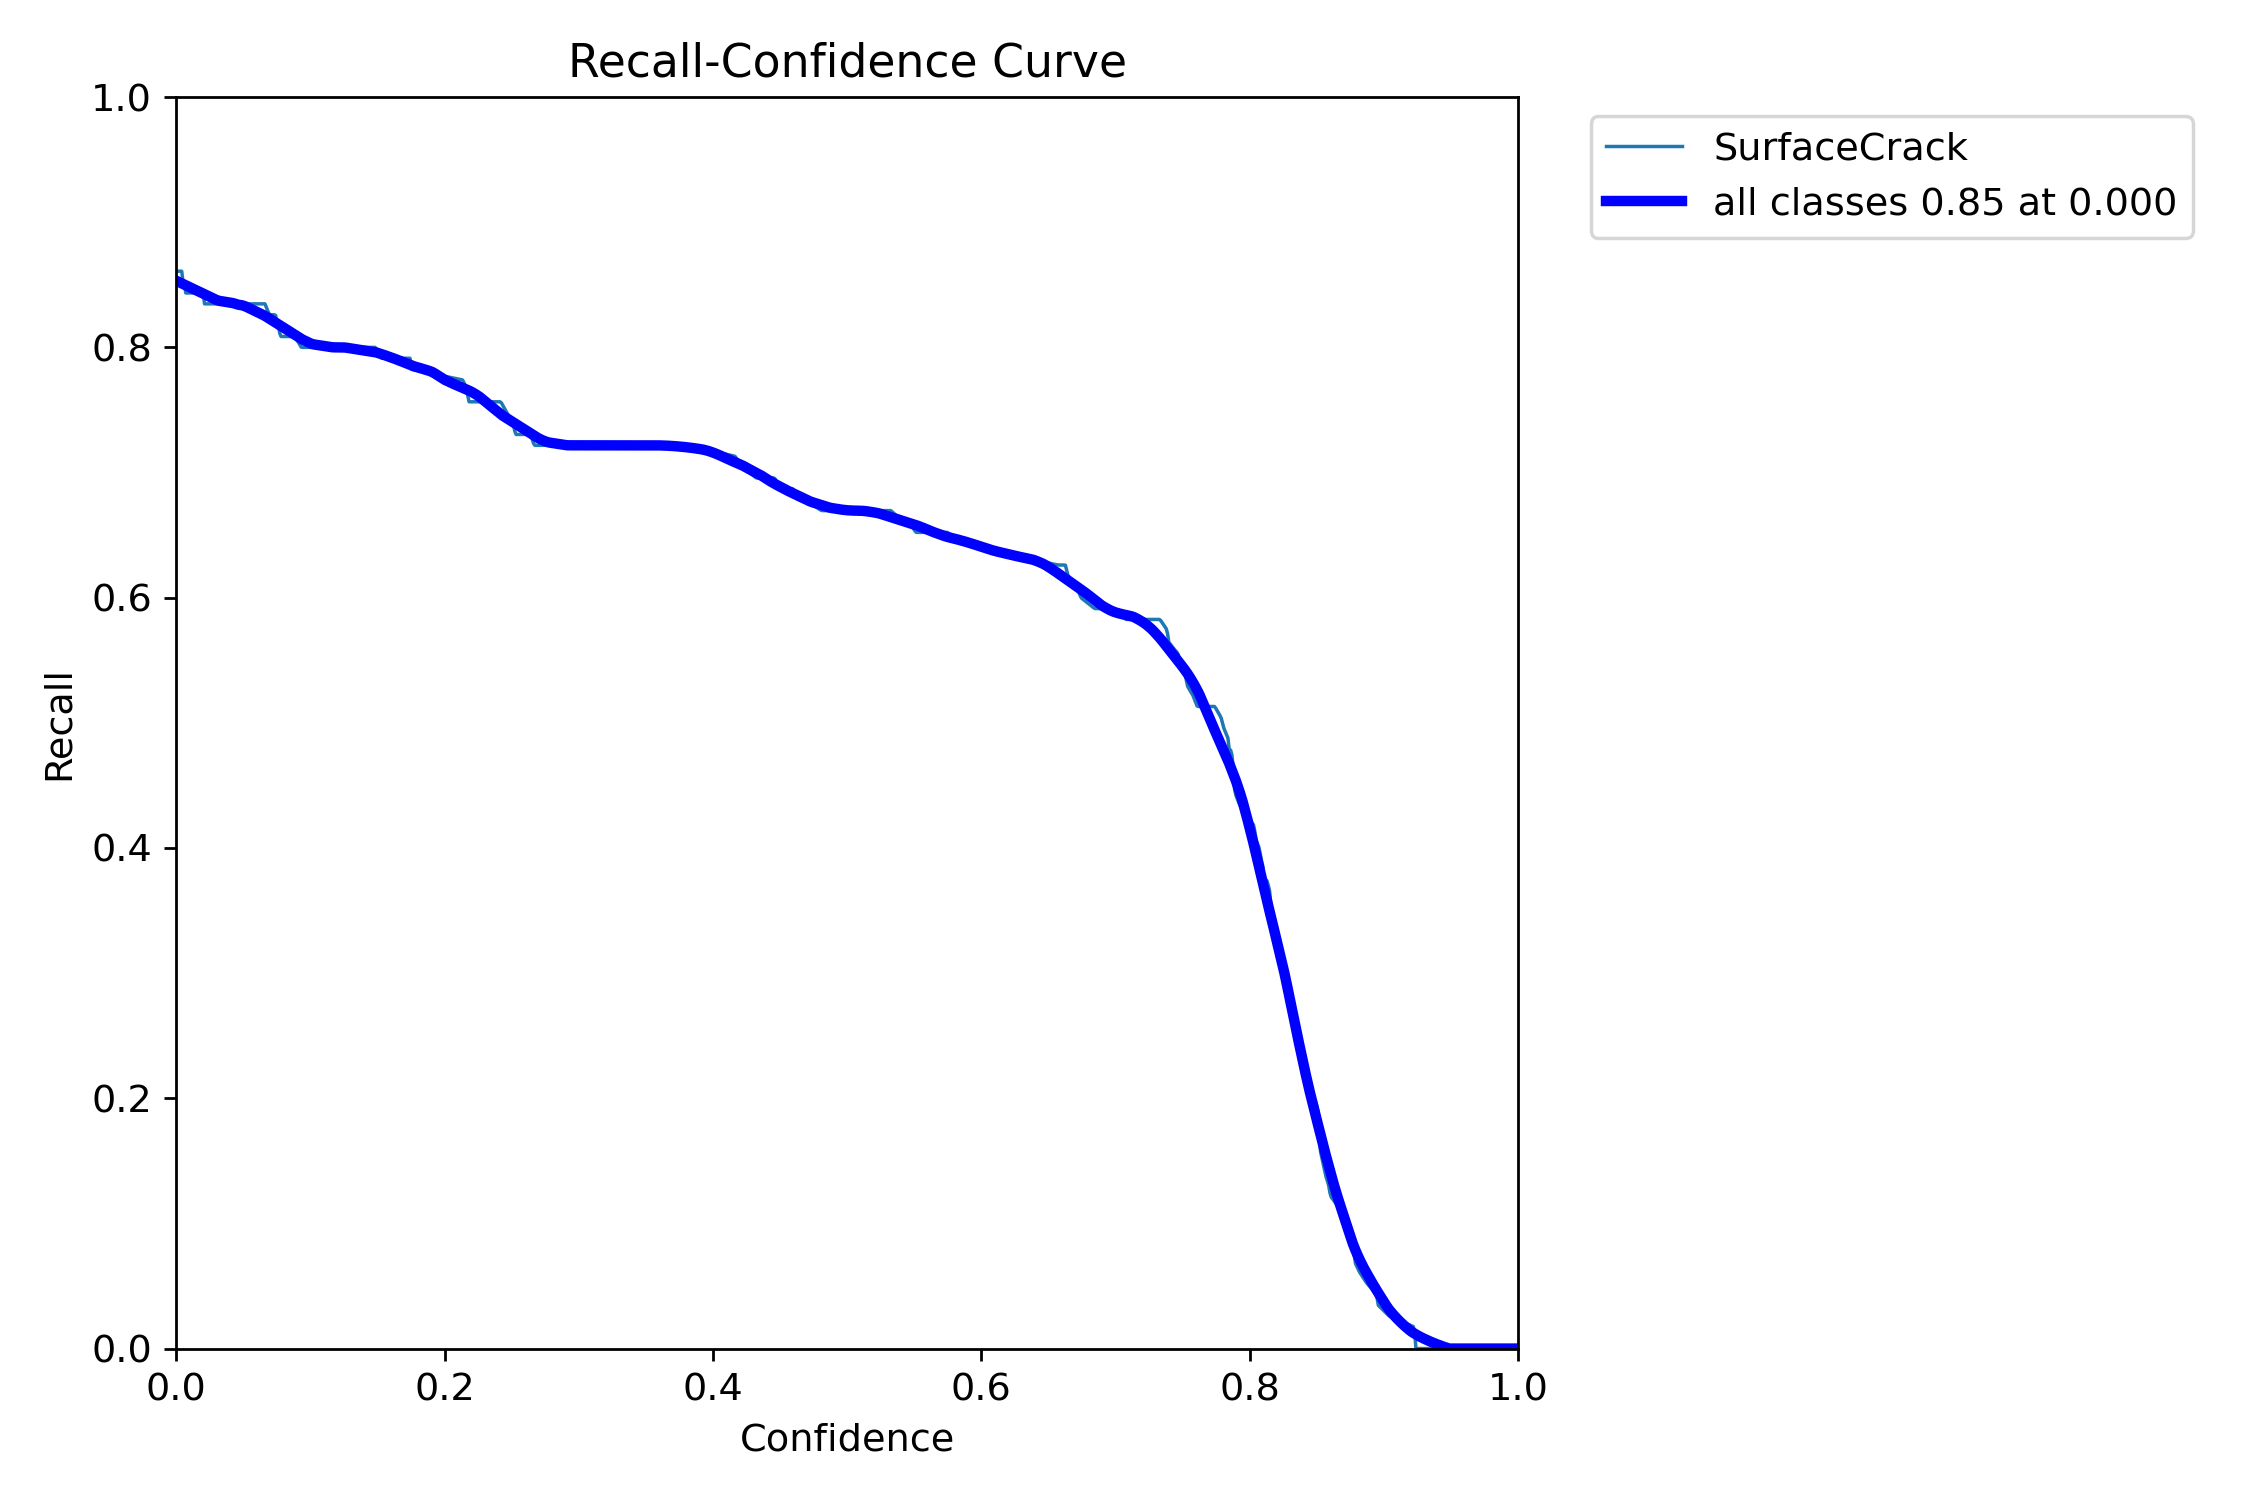 Recall-Confidence Curve
1.0
0.8
0.6
0.4
0.2
0.0
Recall
0.0 0.2 0.4 0.6 0.8 1.0
Confidence
SurfaceCrack
all classes 0.85 at 0.000